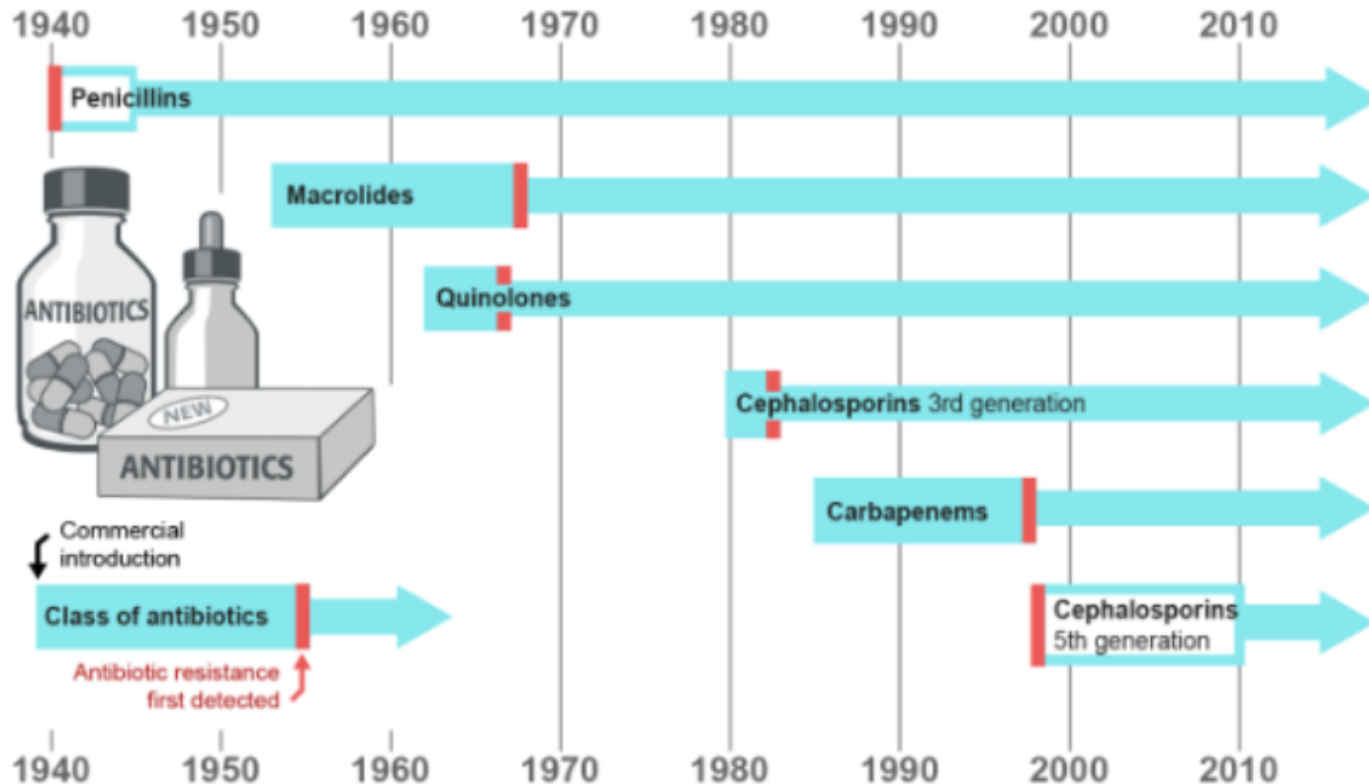 1940 1950 1960 1970 1980 1990 2000 2010
Penicillins
Macrolides
Quinolones
ANTIBIOTICS
Cephalosporins 3rd generation
NEW
ANTIBIOTICS
Carbapenems
Commercial
introduction
Class of antibiotics
Cephalosporins
5th generation
Antibiotic resistance
first detected
1940 1950 1960 1970 1980 1990 2000 2010